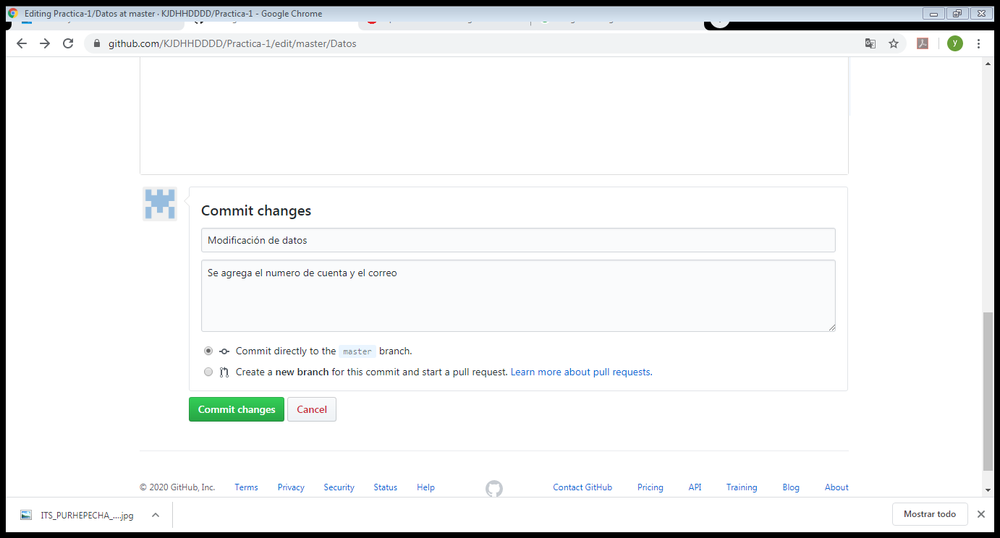 Editing Practica-1/Datos at master · KJDHHDDDD/Practica-1 - Google Chrome
github.com/KJDHHDDDD/Practica-1/edit/master/Datos
y
Commit changes
Modificación de datos
Se agrega el numero de cuenta y el correo
Commit directly to the master branch.
Create a new branch for this commit and start a pull request. Learn more about pull requests.
Commit changes Cancel
© 2020 GitHub, Inc. Terms Privacy Security Status Help Contact GitHub Pricing API Training Blog About
ITS_PURHEPECHA_....jpg Mostrar todo